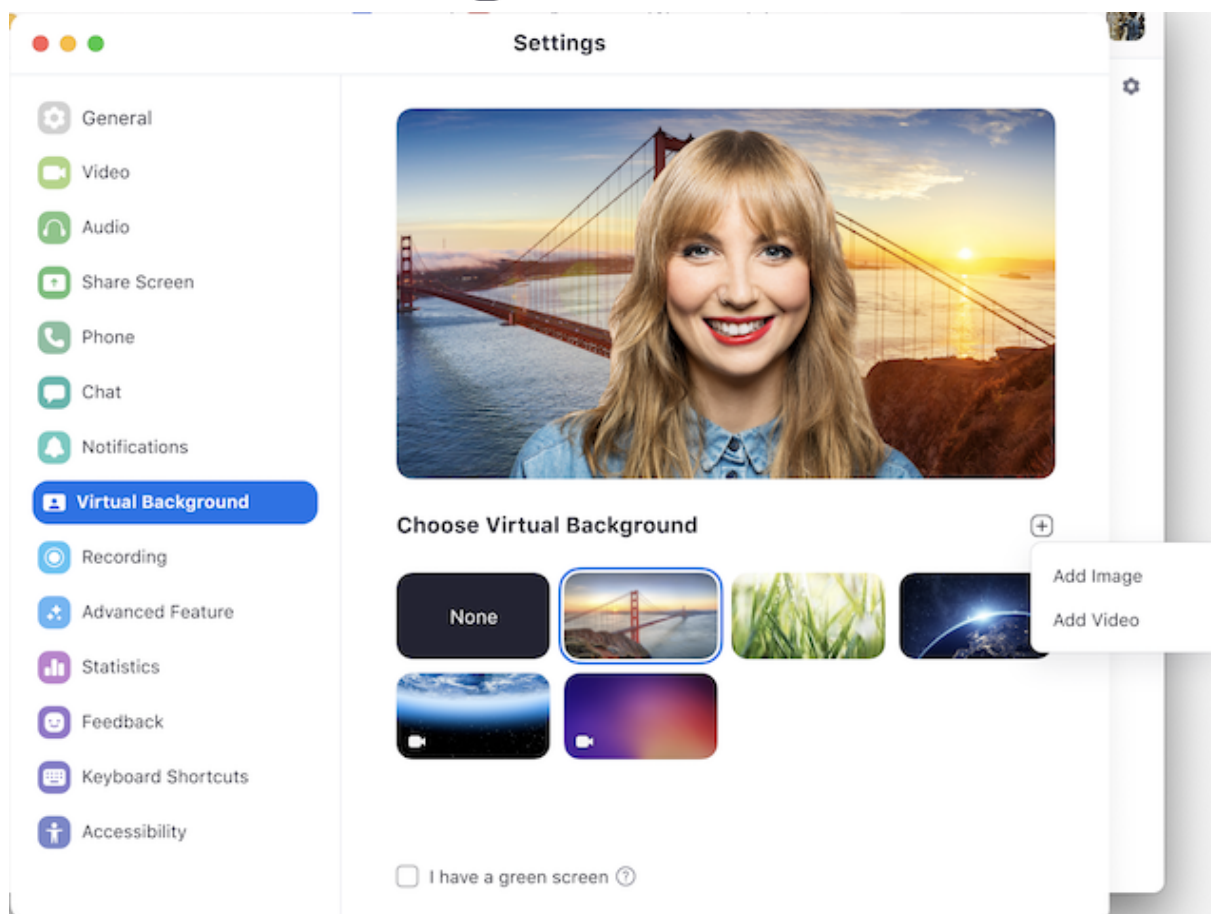 Settings
General
Video
Audio
Share Screen
Phone
Chat
Notifications
Virtual Background
Recording
Advanced Feature
Statistics
Feedback
Keyboard Shortcuts
Accessibility
Choose Virtual Background
Add Image
Add Video
None
I have a green screen ?